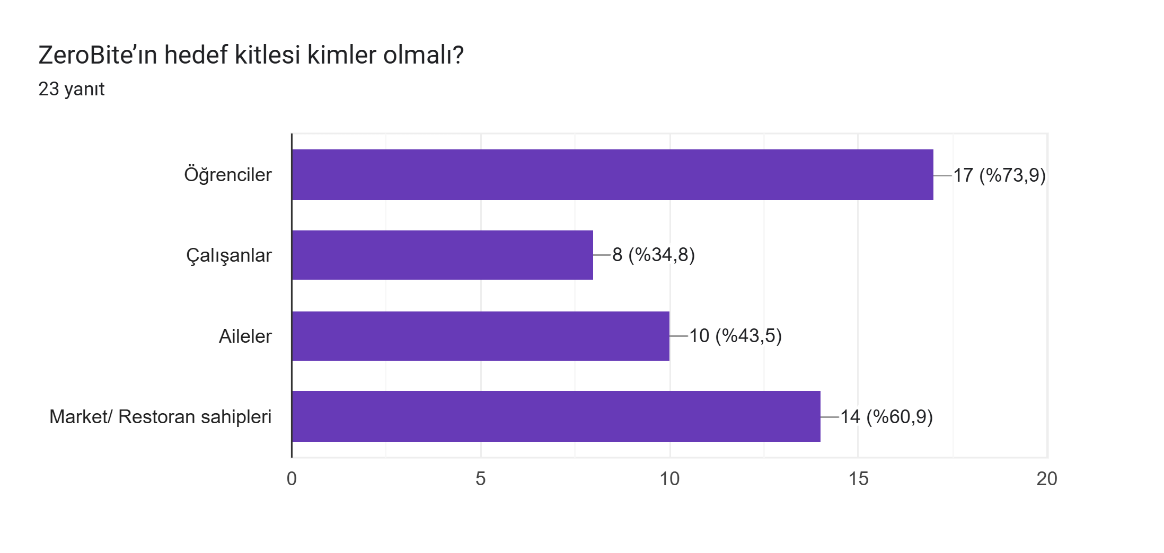 ZeroBite’ın hedef kitlesi kimler olmalı?
23 yanıt
Öğrenciler
17 (%73,9)
Çalışanlar
8 (%34,8)
Aileler
10 (%43,5)
Market/ Restoran sahipleri
14 (%60,9)
0 5 10 15 20